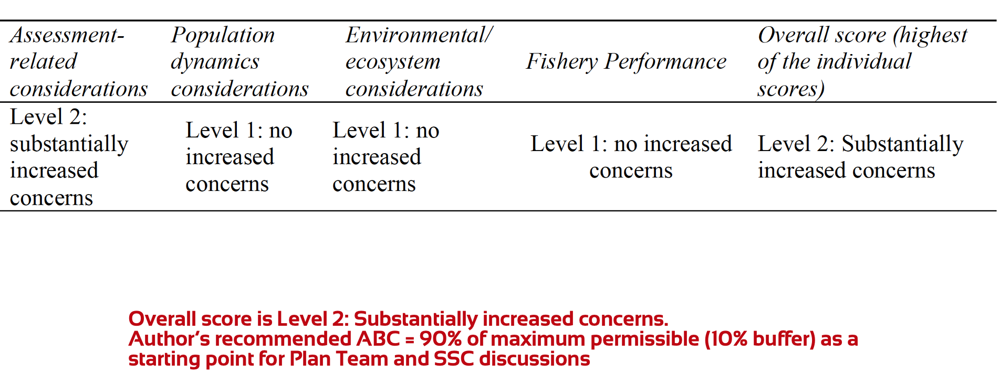 Assessment-
related
considerations
Population
dynamics
considerations
Environmental/
ecosystem
considerations
Fishery Performance
Overall score (highest
of the individual
scores)
Level 2:
substantially
increased
concerns
Level 1: no
increased
concerns
Level 1: no
increased
concerns
Level 1: no increased
concerns
Level 2: Substantially
increased concerns
Overall score is Level 2: Substantially increased concerns.
Author's recommended ABC = 90% of maximum permissible (10% buffer) as a
starting point for Plan Team and SSC discussions